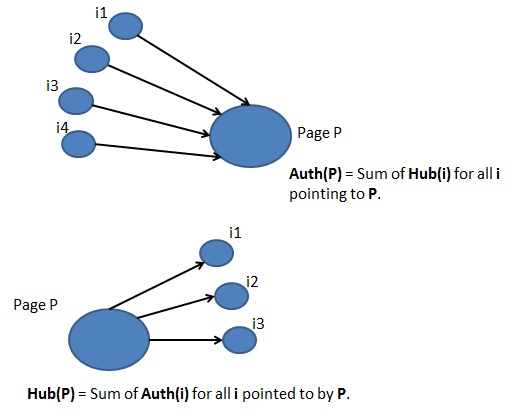 i1
i2
i3
i4
Page P
Auth(P) = Sum of Hub(i) for all i
pointing to P.
i1
i2
Page P
i3
Hub(P) = Sum of Auth(i) for all i pointed to by P.